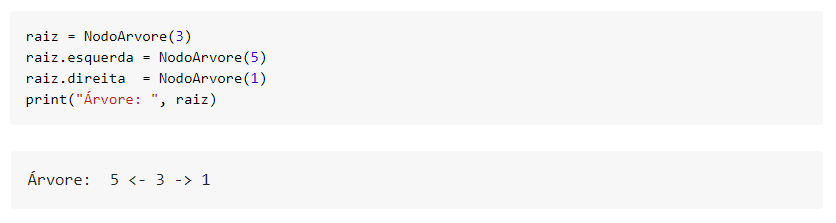 raiz = NodoArvore(3)
raiz.esquerda = NodoArvore(5)
raiz.direita  = NodoArvore(1)
print("Árvore: ", raiz)
Árvore:  5 <- 3 -> 1